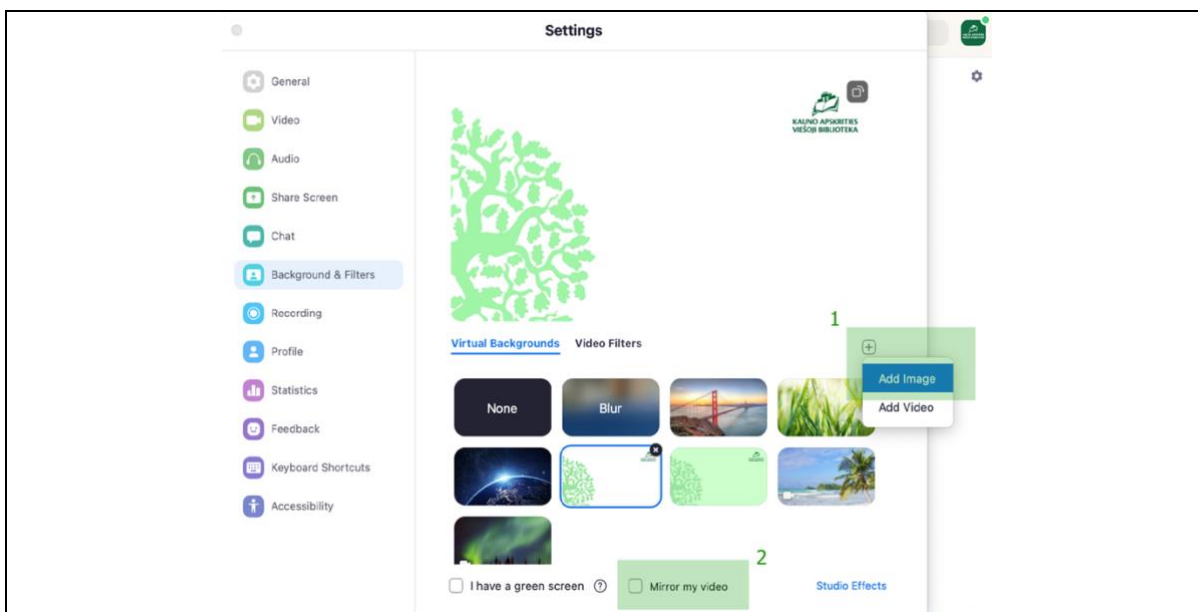 Settings
General
Video
Audio
Share Screen
Chat
Background & Filters
Recording
Profile
Statistics
Feedback
Keyboard Shortcuts
Accessibility
KAUNO APSKRITIES
VIEŠOJI BIBLIOTEKA
1
Virtual Backgrounds Video Filters
Add Image
Add Video
None
Blur
2
I have a green screen ?
Mirror my video
Studio Effects